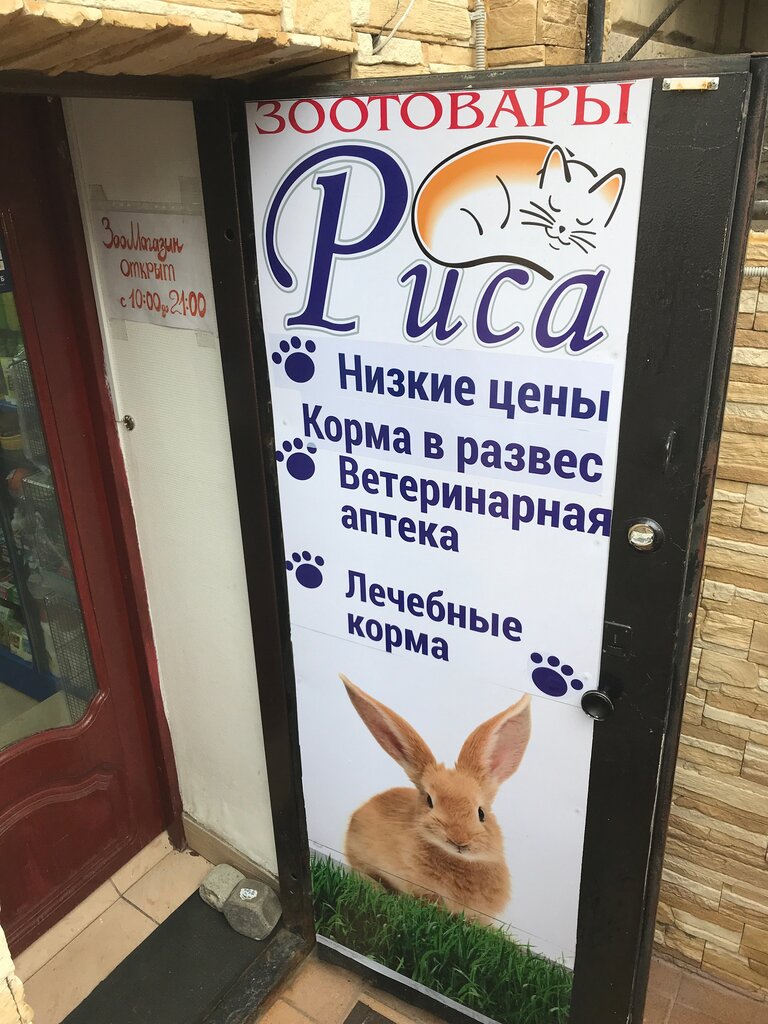 ЗООТОВАРЫ
Риса
Низкие цены
Корма в развес
Ветеринарная
аптека
Лечебные
корма
ЗооМагазин
открыт
с 10:00 до 21:00